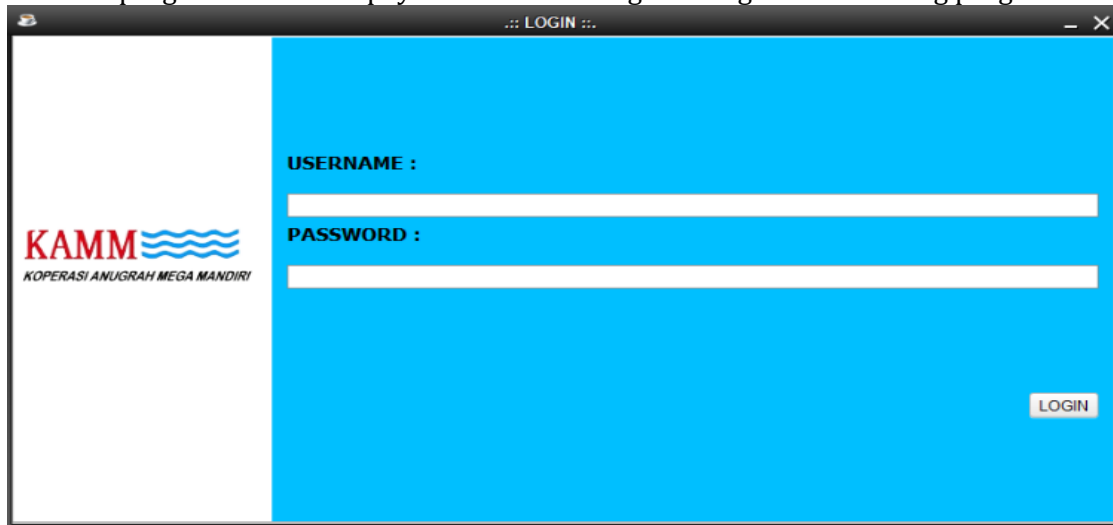 .:: LOGIN ::.
USERNAME :
PASSWORD :
KAMM
KOPERASI ANUGRAH MEGA MANDIRI
LOGIN